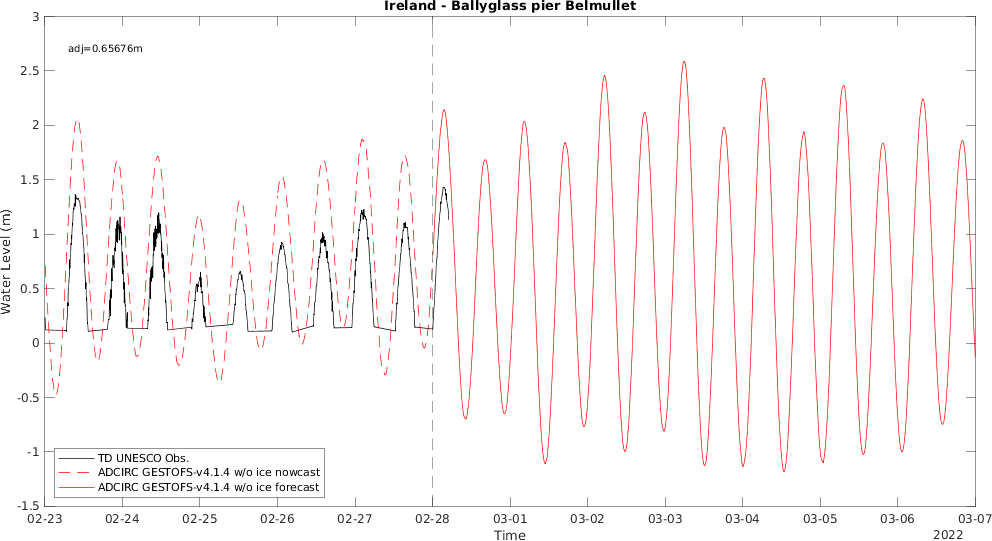 Ireland - Ballyglass pier Belmullet
3
adj=0.65676m
2.5
2
1.5
1
0.5
0
-0.5
-1
-1.5
Water Level (m)
TD UNESCO Obs.
ADCIRC GESTOFS-v4.1.4 w/o ice nowcast
ADCIRC GESTOFS-v4.1.4 w/o ice forecast
02-23 02-24 02-25 02-26 02-27 02-28 03-01 03-02 03-03 03-04 03-05 03-06 03-07
Time
2022